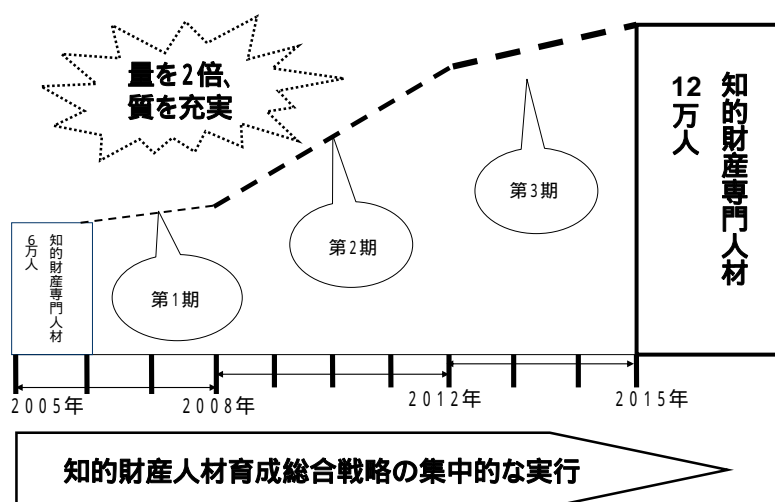 量を2倍、
質を充実
知的財産専門人材
12万人
第3期
第2期
第1期
知的財産専門人材
6万人
2005年
2008年
2012年
2015年
知的財産人材育成総合戦略の集中的な実行